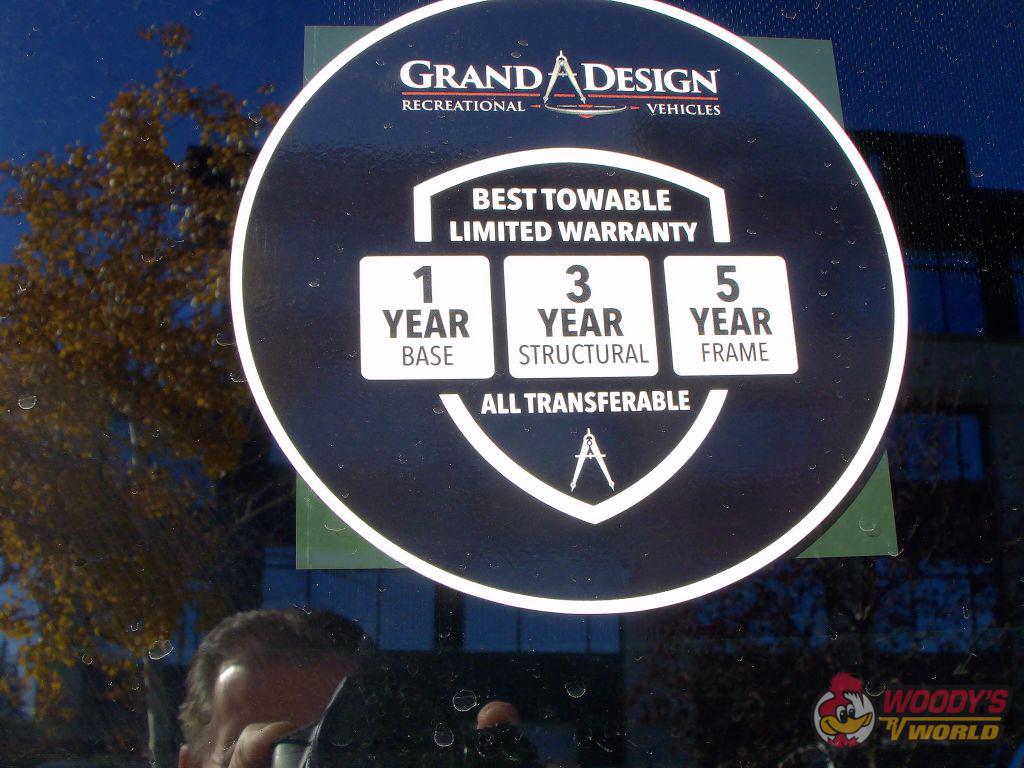 GRAND DESIGN
RECREATIONAL VEHICLES
BEST TOWABLE
LIMITED WARRANTY
1
YEAR
BASE
3
YEAR
STRUCTURAL
5
YEAR
FRAME
ALL TRANSFERABLE
WOODY'S
RV WORLD